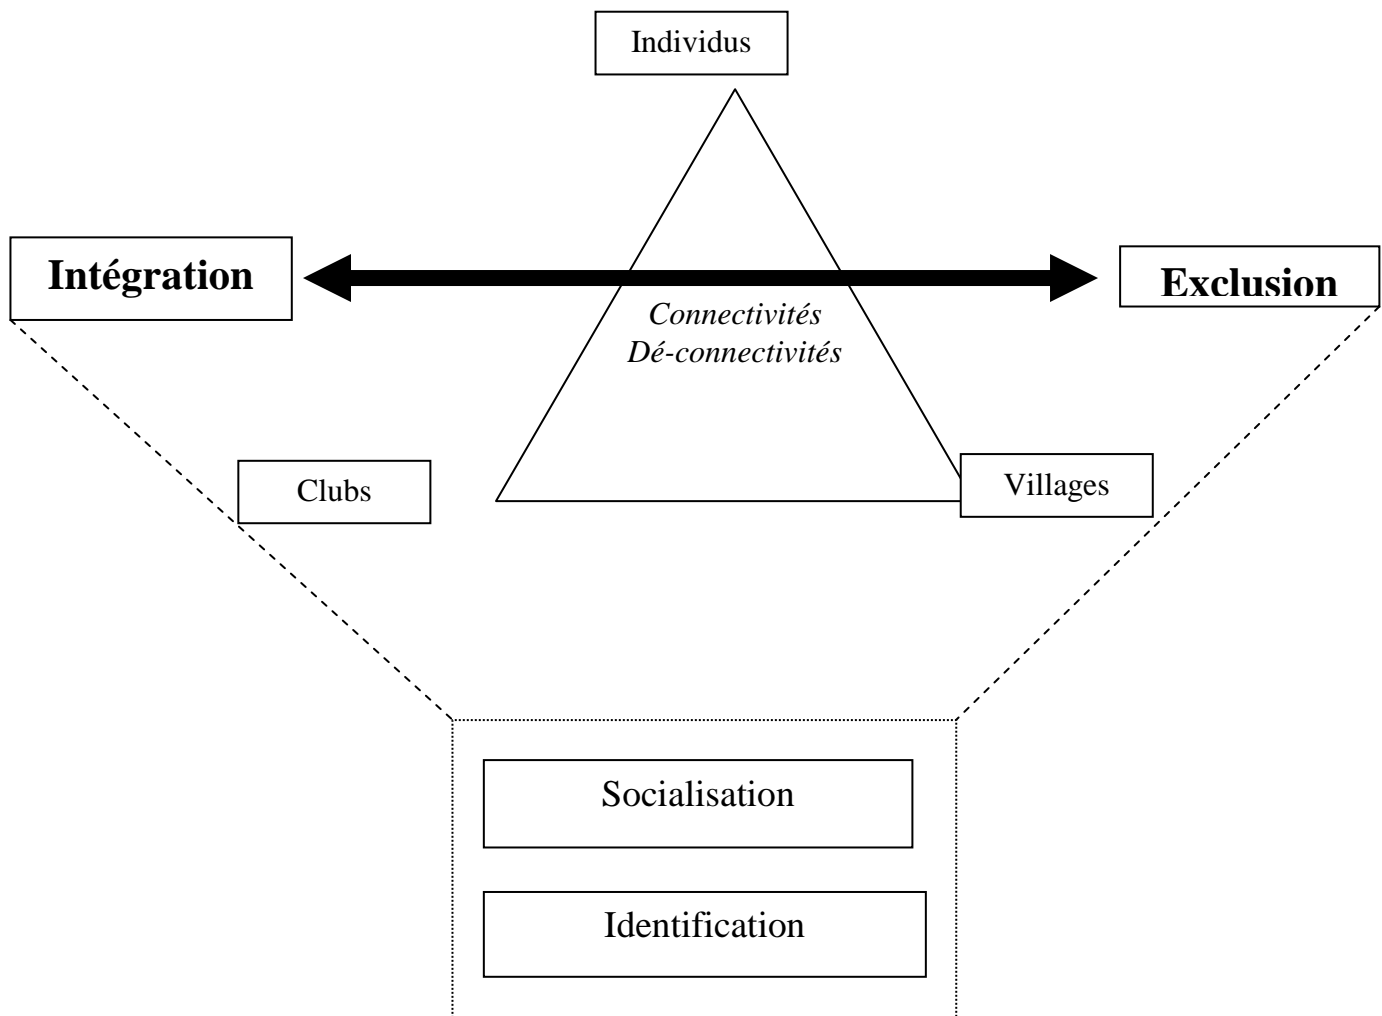 Individus
Intégration
Exclusion
Connectivités
Dé-connectivités
Clubs
Villages
Socialisation
Identification